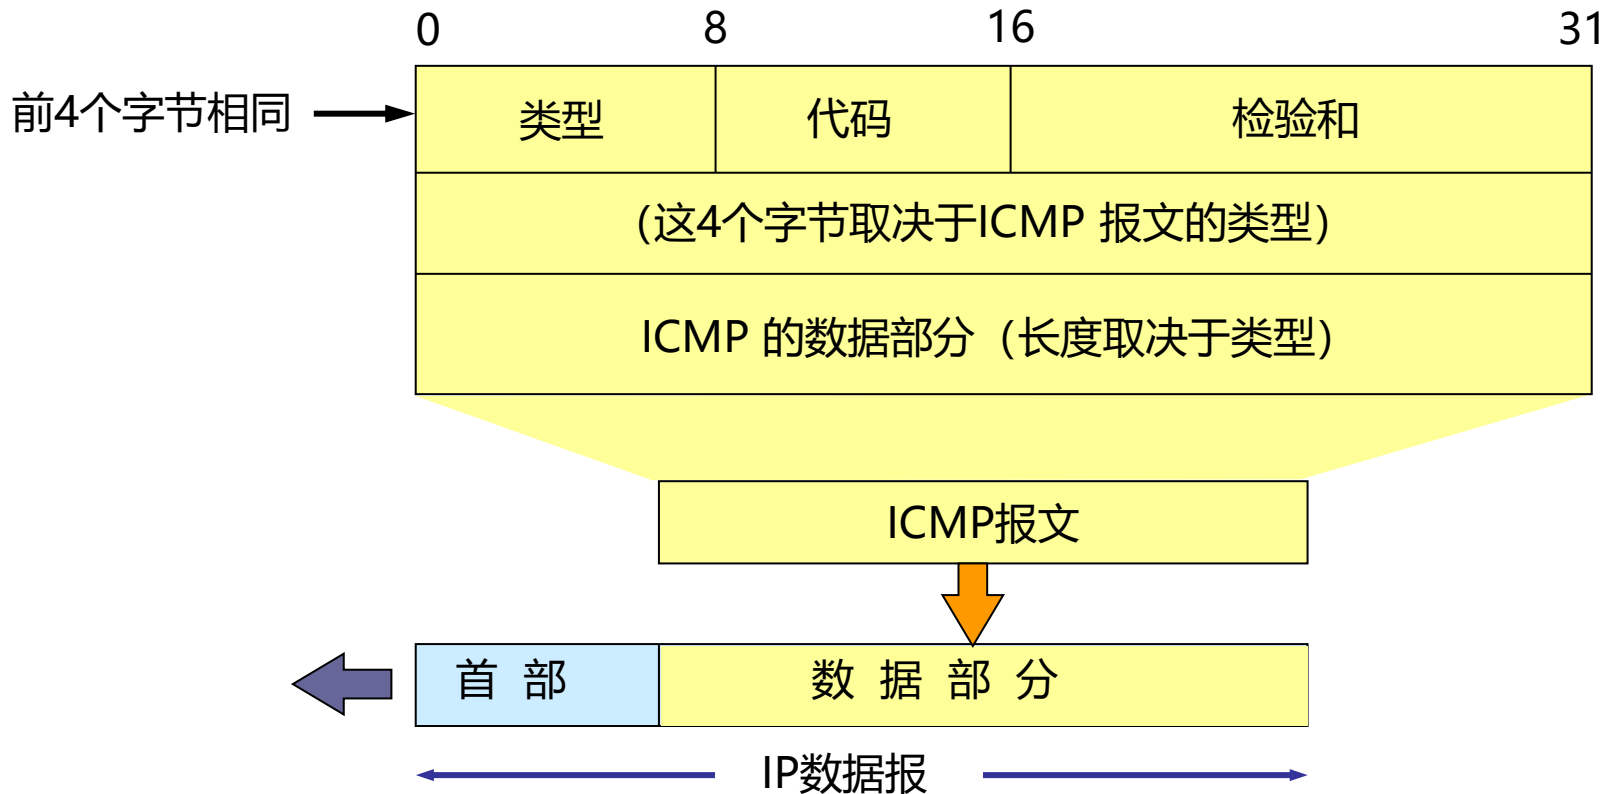 0 8 16 31
前4个字节相同
类型 代码 检验和
（这4个字节取决于ICMP 报文的类型）
ICMP 的数据部分（长度取决于类型）
ICMP报文
首 部 数 据 部 分
IP数据报